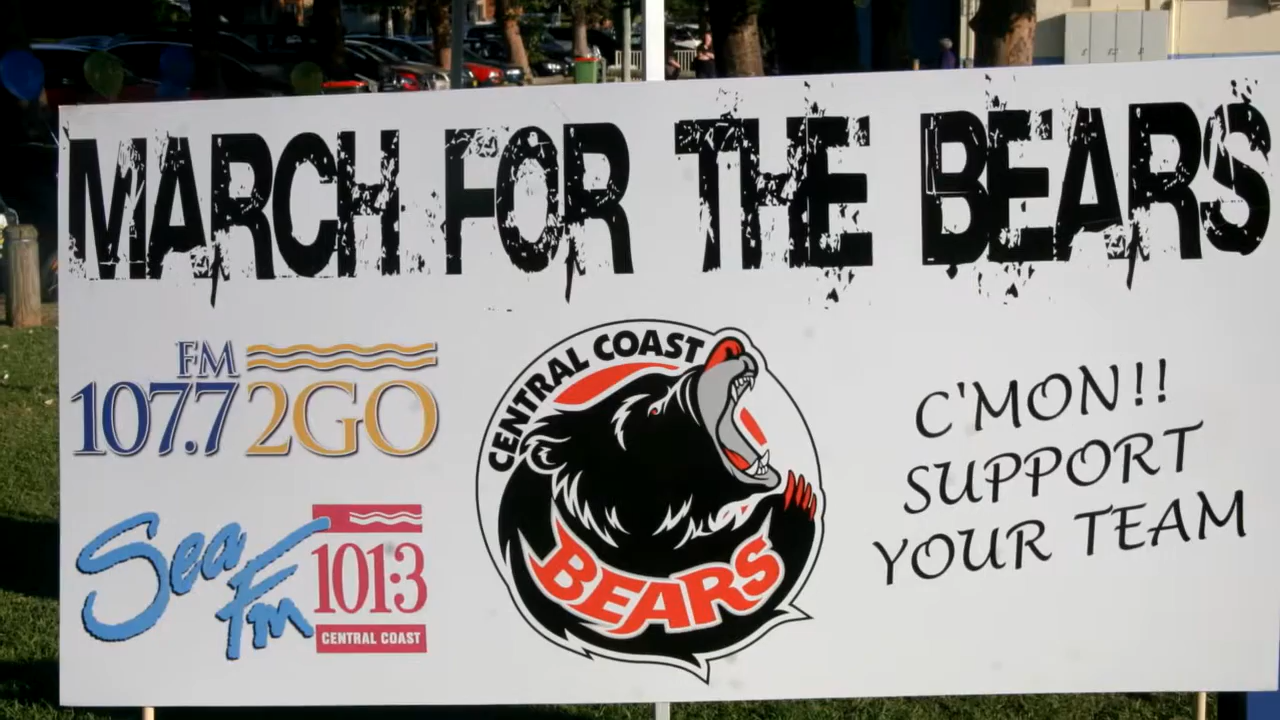 MARCH FOR THE BEARS
FM
107.7 2GO
Sea FM 101.3
CENTRAL COAST
CENTRAL COAST
BEARS
C'MON!!
SUPPORT
YOUR TEAM